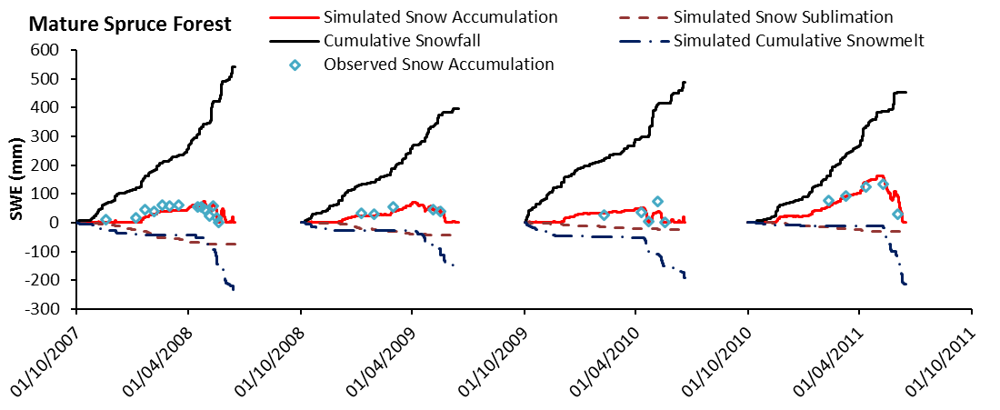 Mature Spruce Forest
Simulated Snow Accumulation
Simulated Snow Sublimation
Cumulative Snowfall
Simulated Cumulative Snowmelt
Observed Snow Accumulation
SWE (mm)
600
500
400
300
200
100
0
-100
-200
-300
01/10/2007
01/04/2008
01/10/2008
01/04/2009
01/10/2009
01/04/2010
01/10/2010
01/04/2011
01/10/2011